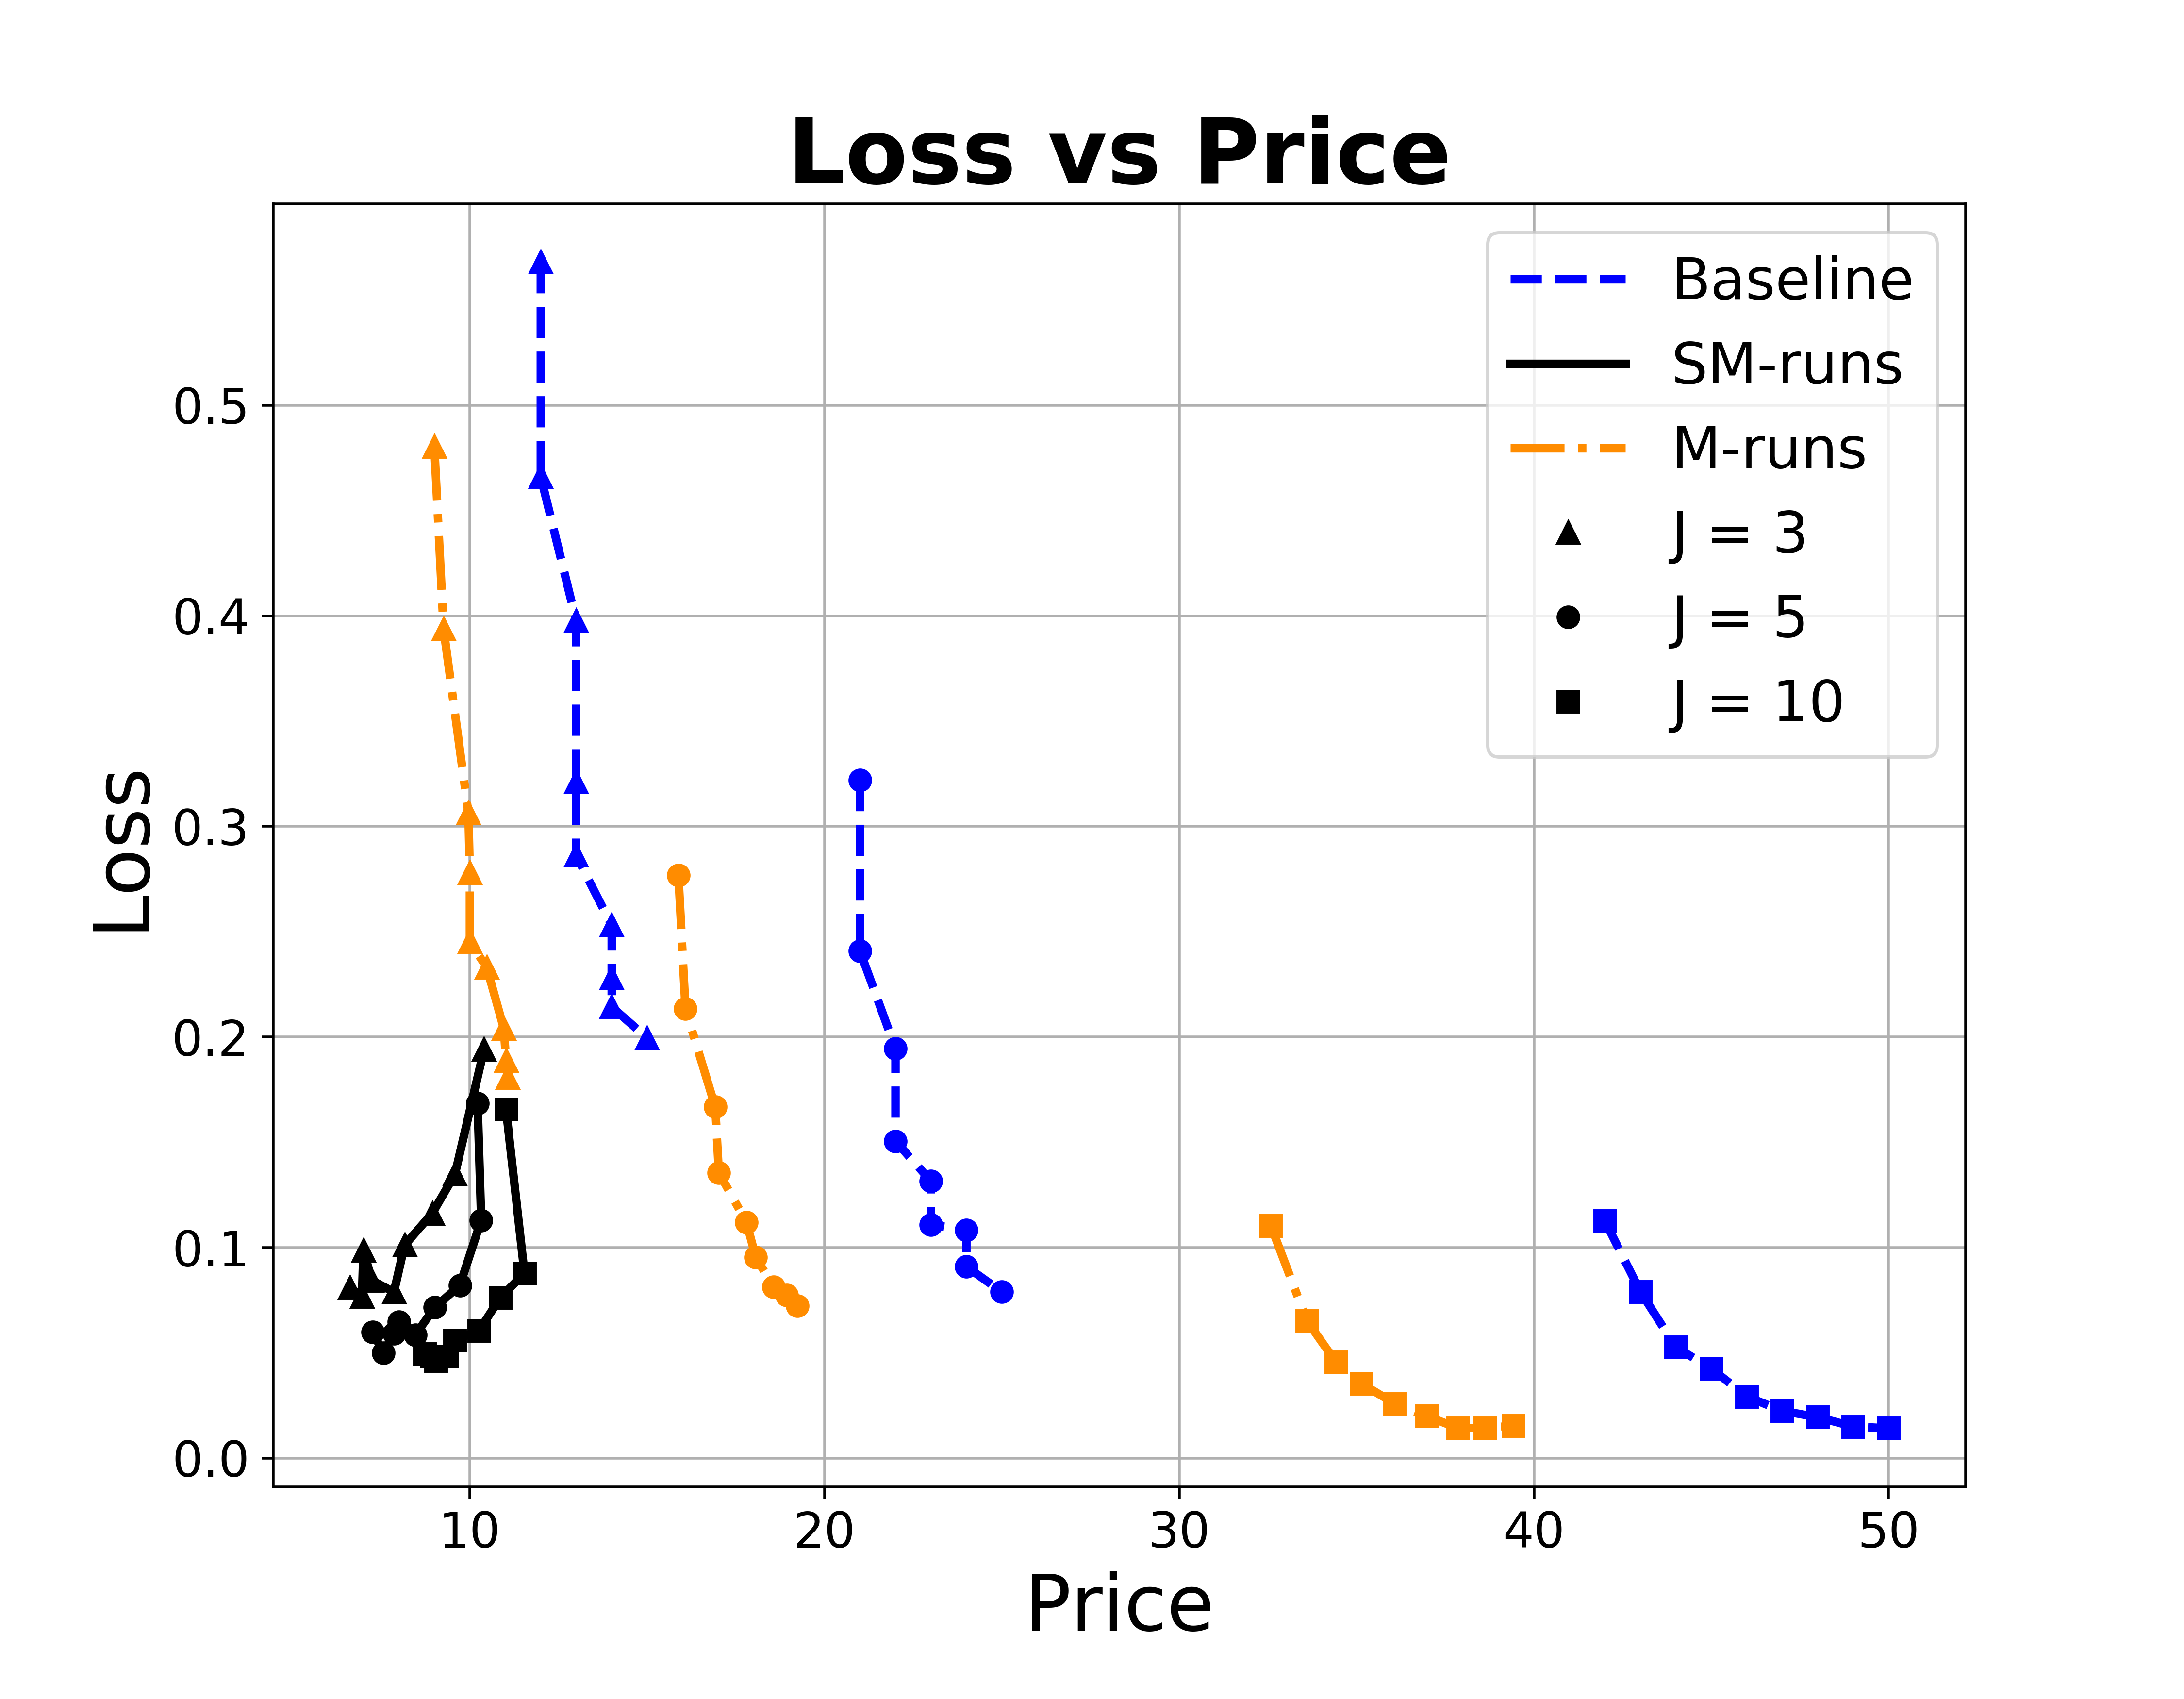 Loss vs Price
Baseline
SM-runs
M-runs
J = 3
J = 5
J = 10
Loss
0.5
0.4
0.3
0.2
0.1
0.0
10 20 30 40 50
Price